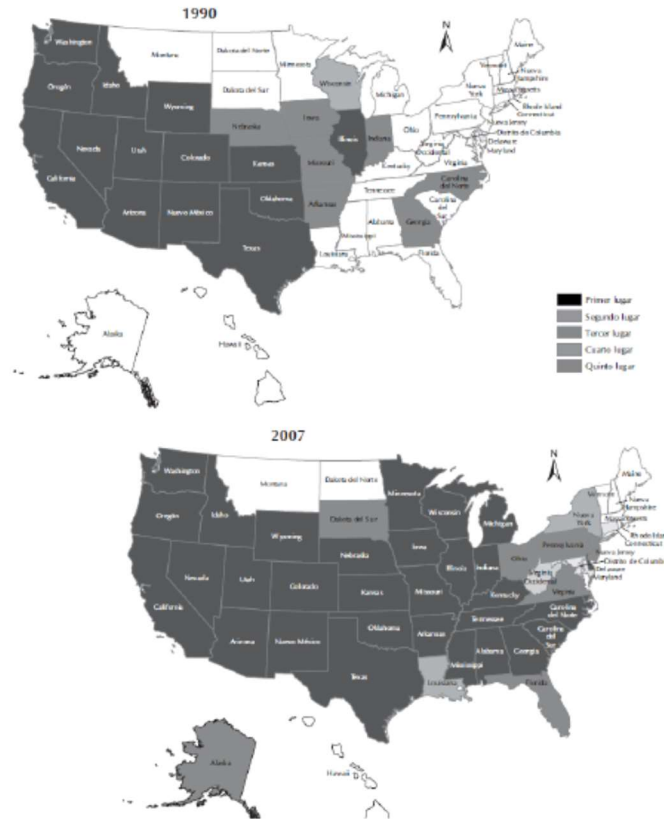 1990
N
Washington
Montana
Dakota del Norte
Minnesota
Maine
Oregón
Idaho
Dakota del Sur
Wisconsin
Vermont
Nueva
Hampshire
Wyoming
Michigan
Nueva
York
Massachusetts
Rhode Island
Connecticut
Nebraska
Iowa
Pennsylvania
Nueva Jersey
Distrito de Columbia
Delaware
Maryland
Nevada
Utah
Colorado
Kansas
Missouri
Illinois
Indiana
Ohio
Virginia
Occidental
Virginia
Kentucky
California
Carolina
del Norte
Tennessee
Arizona
Nuevo México
Oklahoma
Arkansas
Carolina
del
Sur
Mississippi
Alabama
Georgia
Texas
Louisiana
Florida
Alaska
Hawaii
Primer lugar
Segundo lugar
Tercer lugar
Cuarto lugar
Quinto lugar
2007
N
Washington
Montana
Dakota del Norte
Minnesota
Maine
Oregón
Idaho
Dakota del Sur
Wisconsin
Vermont
Nueva
Hampshire
Wyoming
Michigan
Nueva
York
Massachusetts
Rhode Island
Connecticut
Nebraska
Iowa
Pennsylvania
Nueva Jersey
Distrito de Columbia
Delaware
Maryland
Nevada
Utah
Colorado
Kansas
Missouri
Illinois
Indiana
Ohio
Virginia
Occidental
Virginia
Kentucky
California
Carolina
del Norte
Tennessee
Arizona
Nuevo México
Oklahoma
Arkansas
Carolina
del
Sur
Mississippi
Alabama
Georgia
Texas
Louisiana
Florida
Alaska
Hawaii